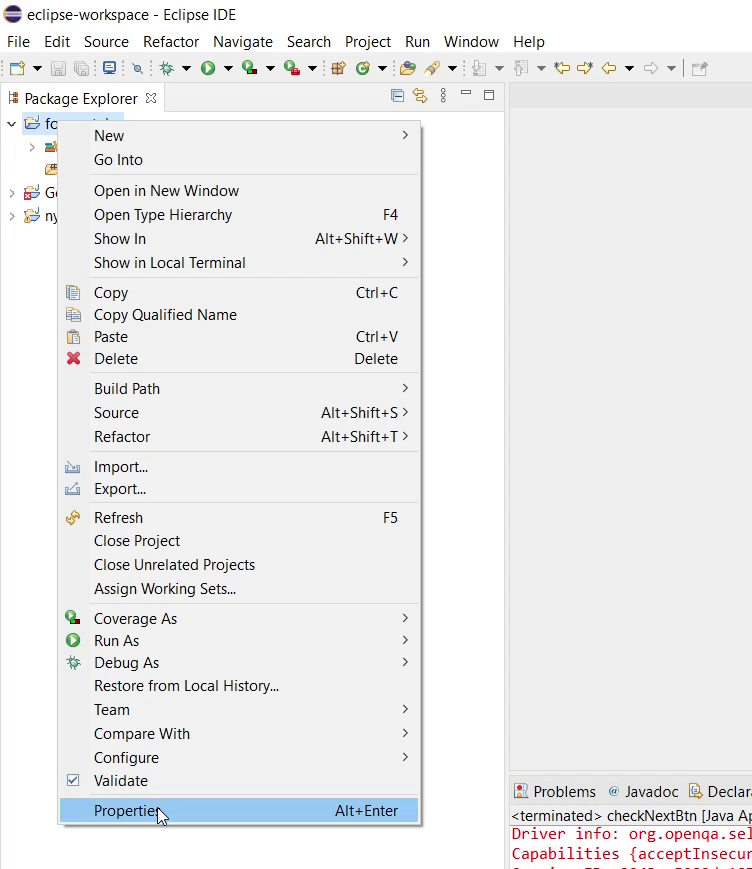 eclipse-workspace - Eclipse IDE
File Edit Source Refactor Navigate Search Project Run Window Help
Package Explorer
New
Go Into
Open in New Window
Open Type Hierarchy F4
Show In Alt+Shift+W
Show in Local Terminal
Copy Ctrl+C
Copy Qualified Name
Paste Ctrl+V
Delete Delete
Build Path
Source Alt+Shift+S
Refactor Alt+Shift+T
Import...
Export...
Refresh F5
Close Project
Close Unrelated Projects
Assign Working Sets...
Coverage As
Run As
Debug As
Restore from Local History...
Team
Compare With
Configure
Validate
Properties Alt+Enter
Problems @ Javadoc Declara
<terminated> checkNextBtn [Java Ap
Driver info: org.openqa.sel
Capabilities {acceptInsecur